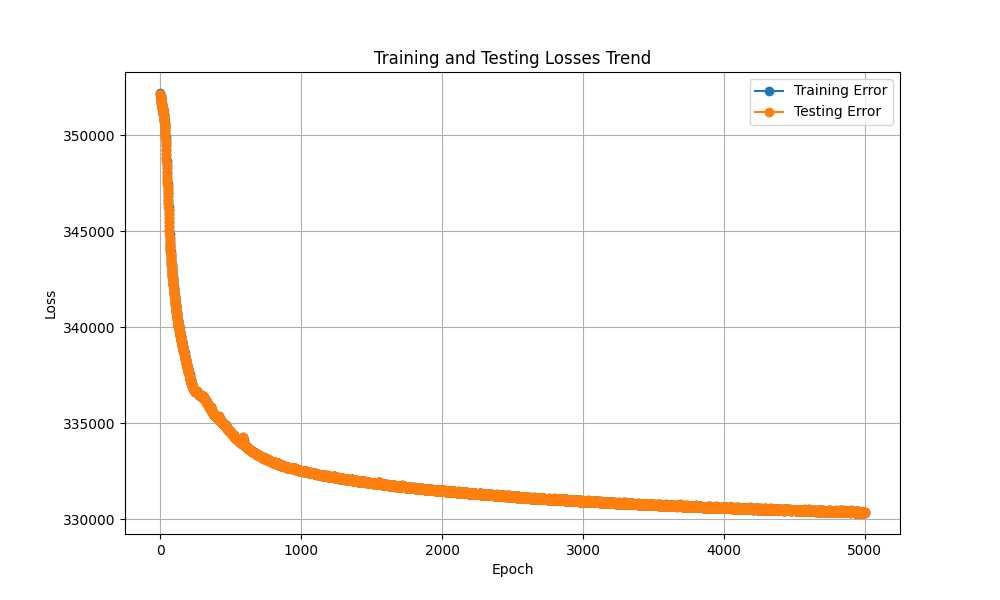 Training and Testing Losses Trend
Training Error
Testing Error
350000
345000
340000
335000
330000
Loss
0
1000
2000
3000
4000
5000
Epoch